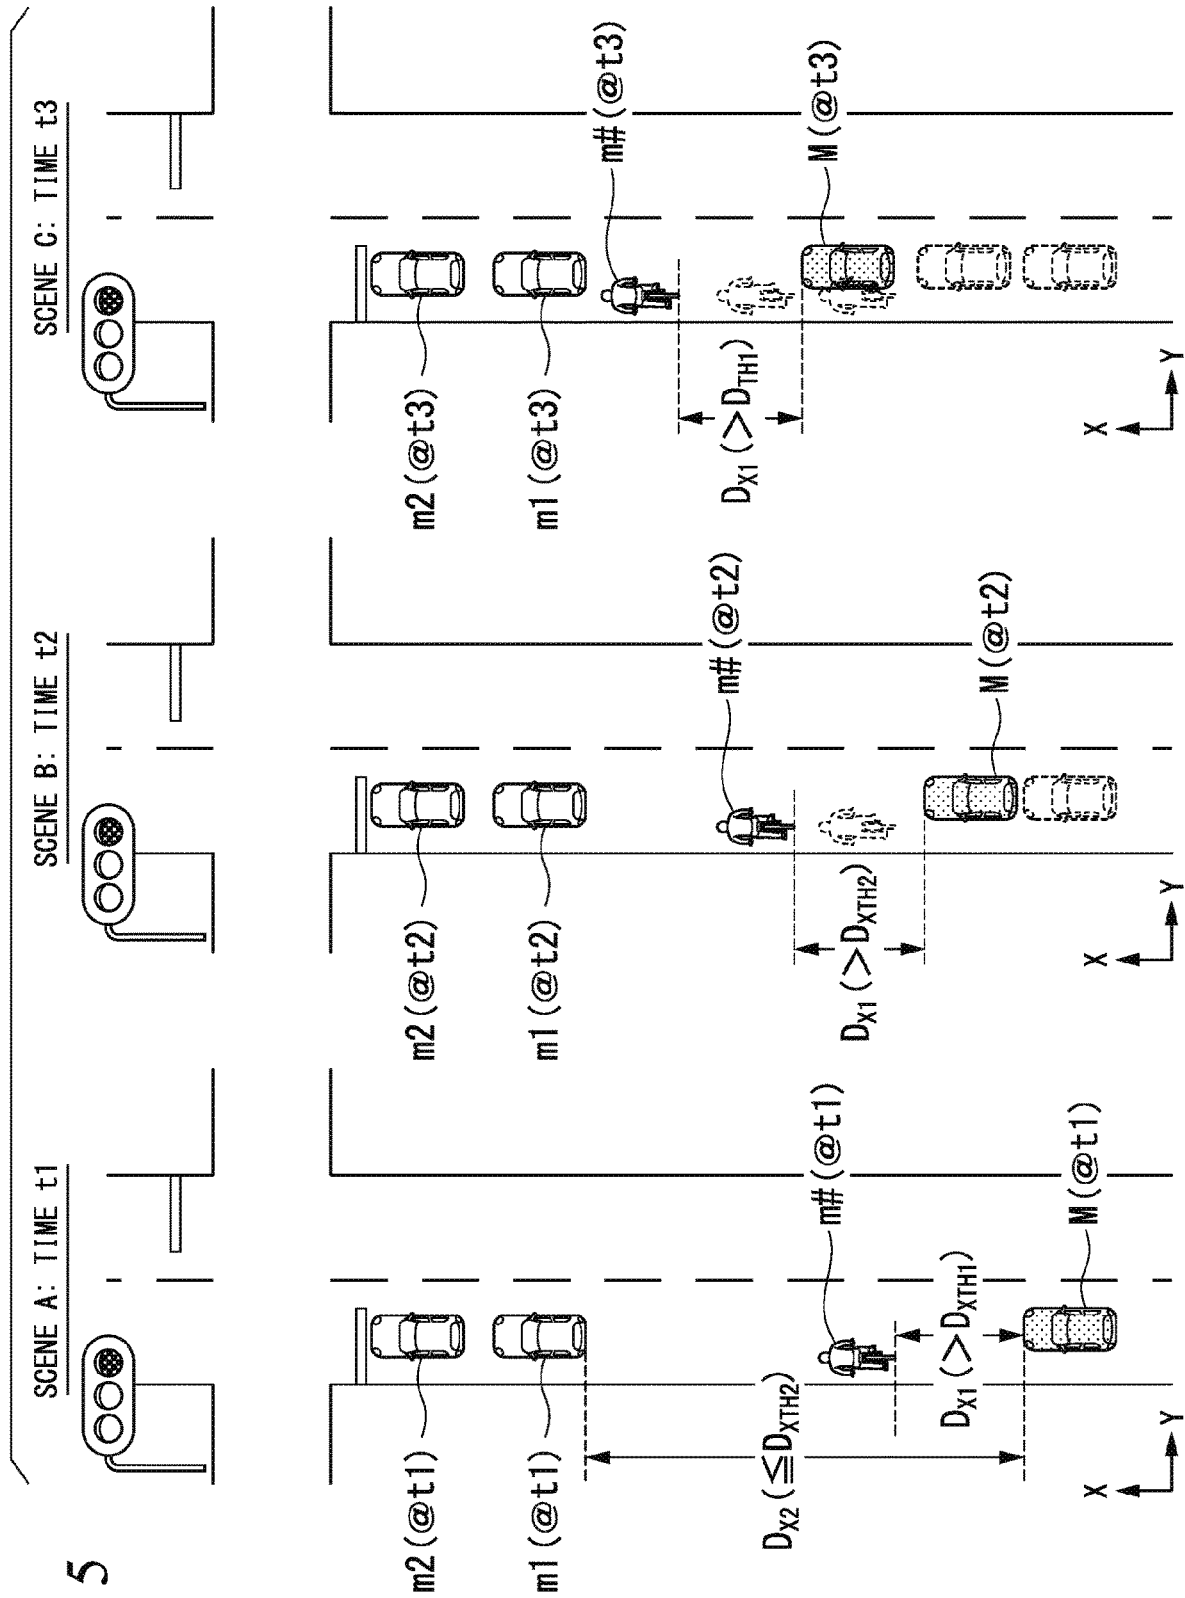 5
SCENE A: TIME t1
m2(@t1)
m1(@t1)
m#(@t1)
DX2(≦DXTH2)
DX1(>DXTH1)
M(@t1)
X
Y
SCENE B: TIME t2
m2(@t2)
m1(@t2)
m#(@t2)
DX1(>DXTH2)
M(@t2)
X
Y
SCENE C: TIME t3
m2(@t3)
m1(@t3)
m#(@t3)
DX1(>DTH1)
M(@t3)
X
Y